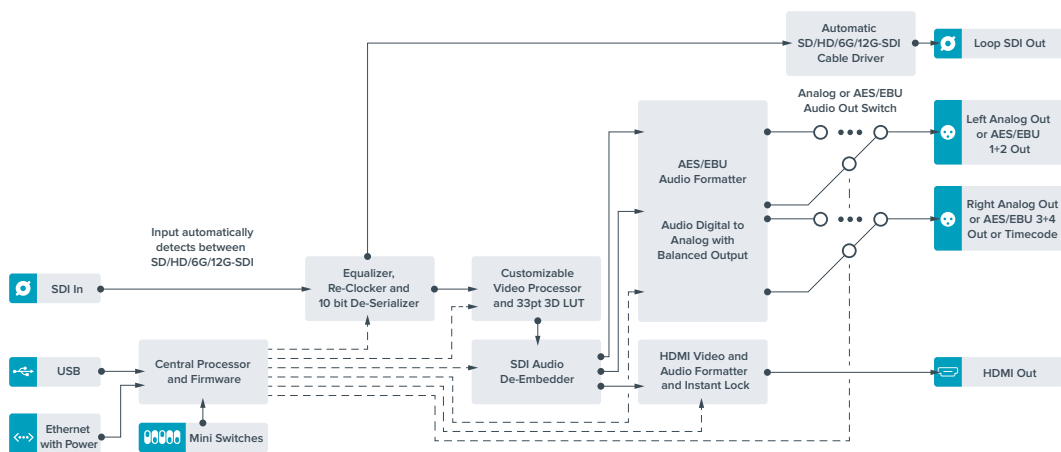 Automatic
SD/HD/6G/12G-SDI
Cable Driver
Loop SDI Out
Analog or AES/EBU
Audio Out Switch
Left Analog Out
or AES/EBU
1+2 Out
AES/EBU
Audio Formatter
Right Analog Out
or AES/EBU 3+4
Out or Timecode
Audio Digital to
Analog with
Balanced Output
Input automatically
detects between
SD/HD/6G/12G-SDI
SDI In
Equalizer,
Re-Clocker and
10 bit De-Serializer
Customizable
Video Processor
and 33pt 3D LUT
USB
Central Processor
and Firmware
SDI Audio
De-Embedder
HDMI Video and
Audio Formatter
and Instant Lock
HDMI Out
Ethernet
with Power
Mini Switches